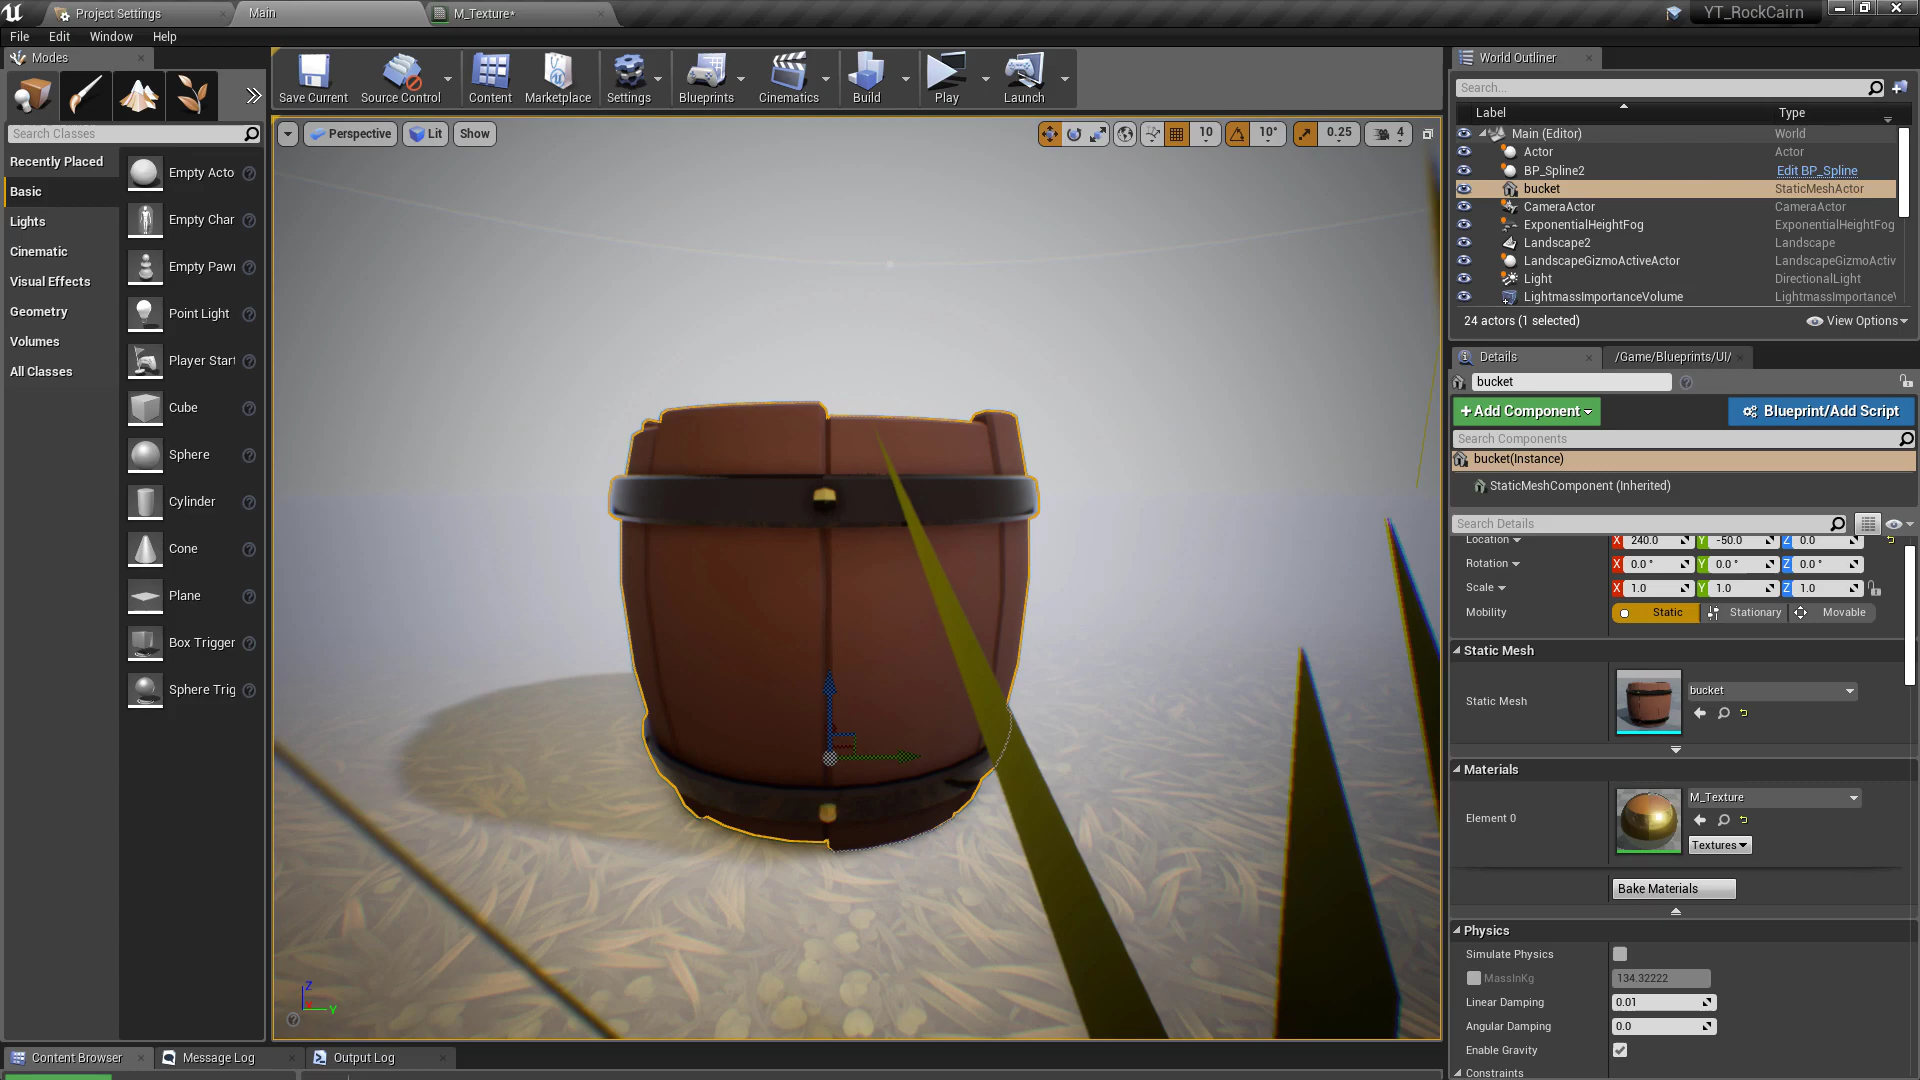 Project Settings
Main
M_Texture*
YT_RockCairn
File Edit Window Help
Modes
Search Classes
Recently Placed
Basic
Lights
Cinematic
Visual Effects
Geometry
Volumes
All Classes
Empty Acto
Empty Char
Empty Pawn
Point Light
Player Start
Cube
Sphere
Cylinder
Cone
Plane
Box Trigger
Sphere Trig
Save Current
Source Control
Content
Marketplace
Settings
Blueprints
Cinematics
Build
Play
Launch
Perspective
Lit
Show
10
10°
0.25
4
Z
X
Y
World Outliner
Search...
Label Type
Main (Editor) World
Actor Actor
BP_Spline2 Edit BP_Spline
bucket StaticMeshActor
CameraActor CameraActor
ExponentialHeightFog ExponentialHeightFog
Landscape2 Landscape
LandscapeGizmoActiveActor LandscapeGizmoActiv
Light DirectionalLight
LightmassImportanceVolume LightmassImportanceV
24 actors (1 selected)
View Options
Details
/Game/Blueprints/UI/
bucket
+Add Component
Blueprint/Add Script
Search Components
bucket(Instance)
StaticMeshComponent (Inherited)
Search Details
Location X 240.0 Y -50.0 Z 0.0
Rotation X 0.0 ° Y 0.0 ° Z 0.0 °
Scale X 1.0 Y 1.0 Z 1.0
Mobility Static Stationary Movable
Static Mesh
Static Mesh bucket
Materials
Element 0 M_Texture
Textures
Bake Materials
Physics
Simulate Physics
MassInKg 134.32222
Linear Damping 0.01
Angular Damping 0.0
Enable Gravity
Constraints
Content Browser
Message Log
Output Log